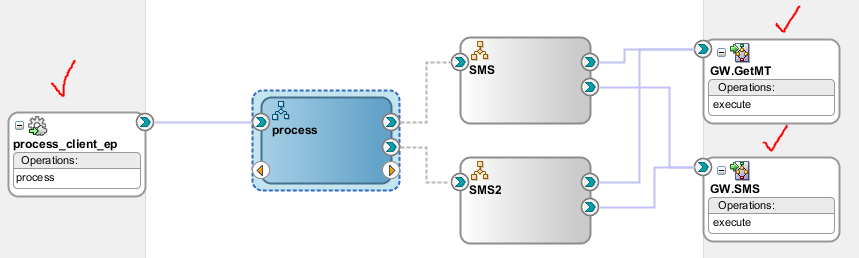 process_client_ep
Operations:
process
process
SMS
SMS2
GW.GetMT
Operations:
execute
GW.SMS
Operations:
execute